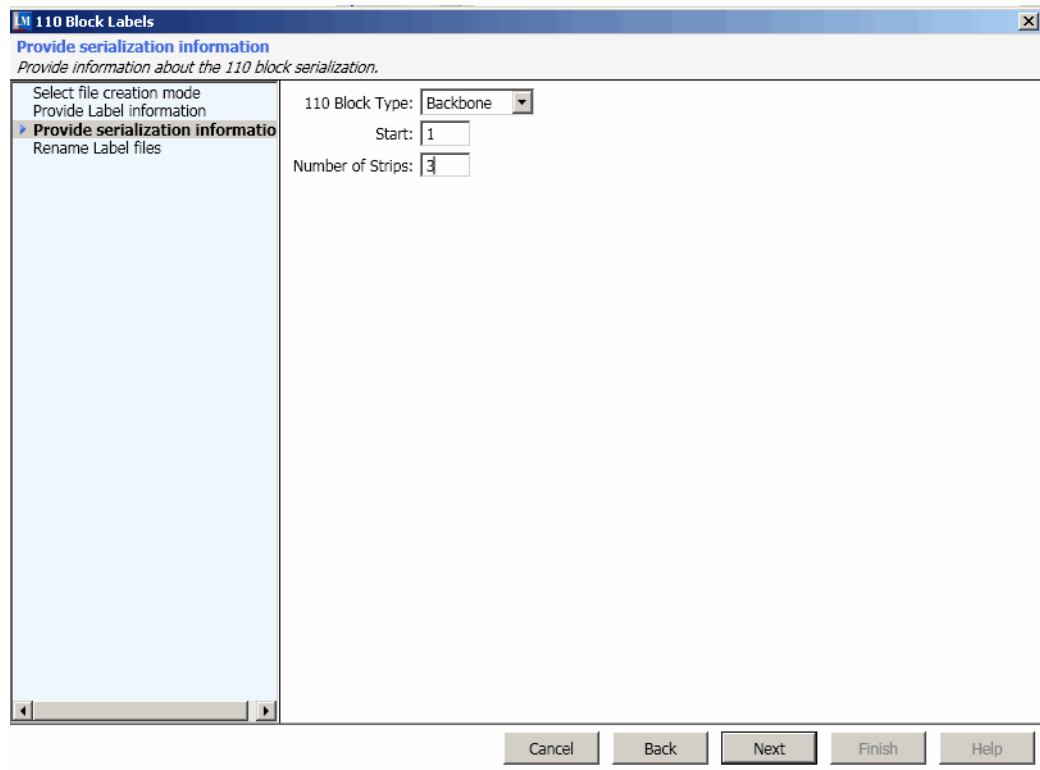 LM 110 Block Labels
Provide serialization information
Provide information about the 110 block serialization.
Select file creation mode
Provide Label information
Provide serialization informatio
Rename Label files
110 Block Type: Backbone
Start: 1
Number of Strips: 3
Cancel Back Next Finish Help